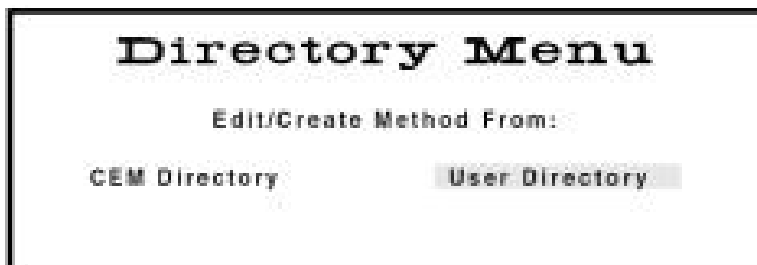 Directory Menu
Edit/Create Method From:
CEM Directory User Directory